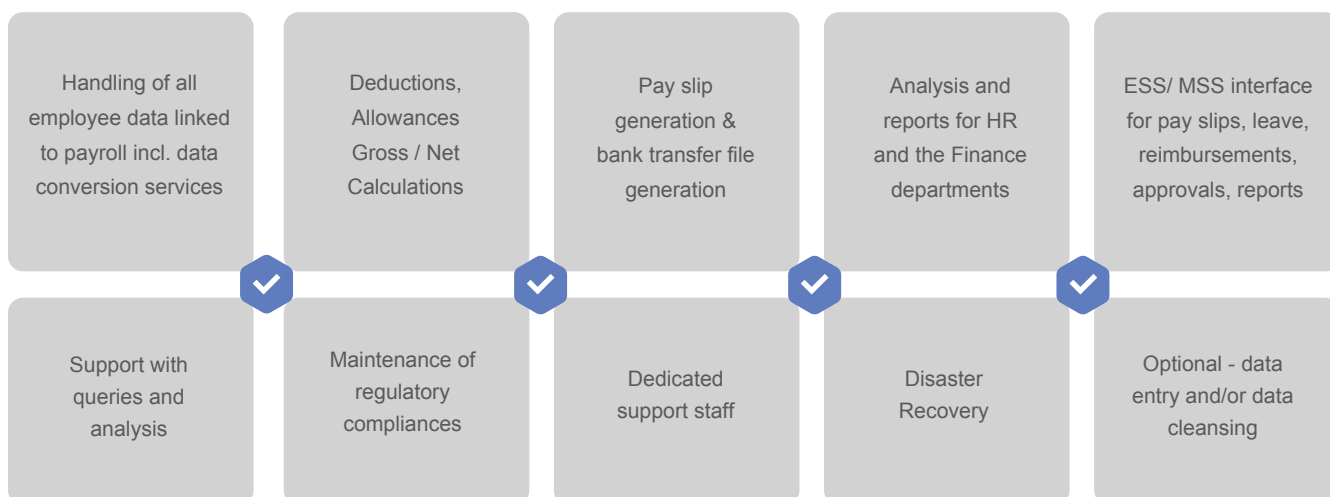 Handling of all
employee data linked
to payroll incl. data
conversion services
Deductions,
Allowances
Gross / Net
Calculations
Pay slip
generation &
bank transfer file
generation
Analysis and
reports for HR
and the Finance
departments
ESS/ MSS interface
for pay slips, leave,
reimbursements,
approvals, reports
Support with
queries and
analysis
Maintenance of
regulatory
compliances
Dedicated
support staff
Disaster
Recovery
Optional - data
entry and/or data
cleansing